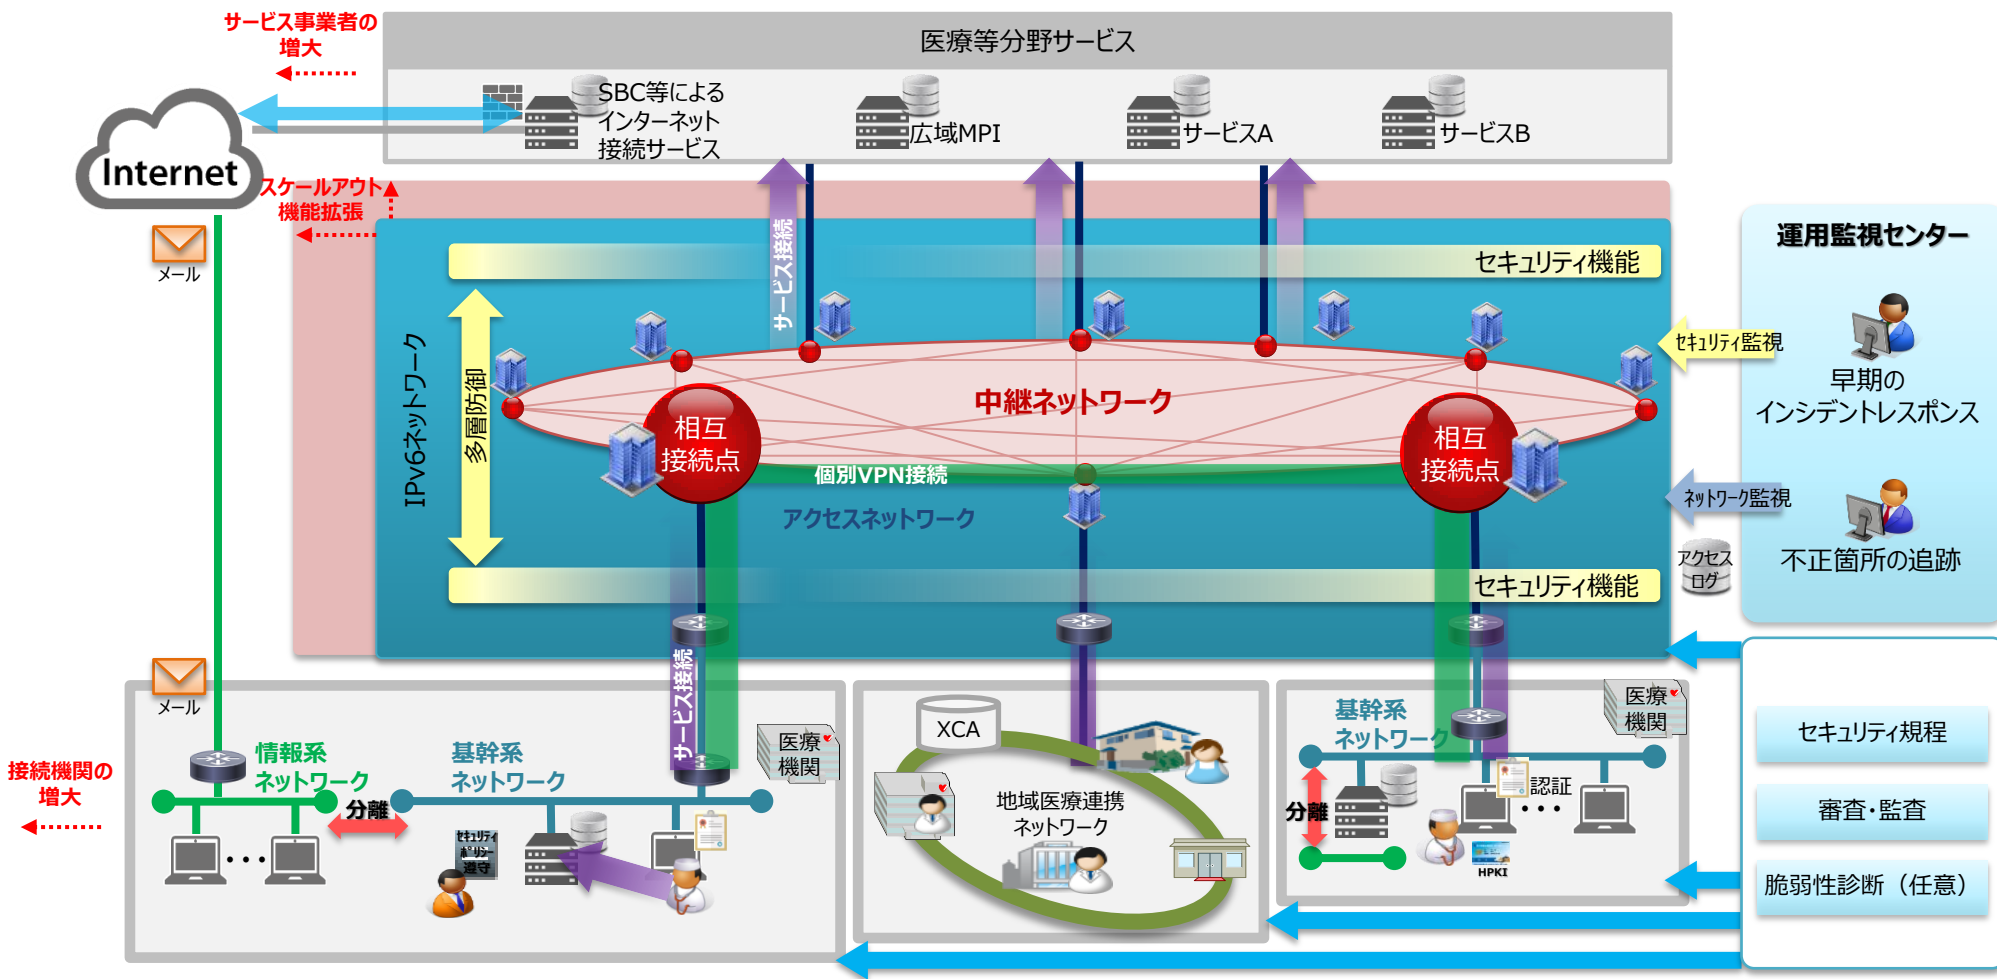 サービス事業者の
増大
医療等分野サービス
SBC等による
インターネット
接続サービス
広域MPI
サービスA
サービスB
Internet
スケールアウト
機能拡張
メール
サービス接続
セキュリティ機能
運用監視センター
IPv6ネットワーク
多層防御
中継ネットワーク
相互
接続点
相互
接続点
個別VPN接続
アクセスネットワーク
セキュリティ監視
早期の
インシデントレスポンス
ネットワーク監視
アクセス
ログ
不正箇所の追跡
セキュリティ機能
メール
サービス接続
情報系
ネットワーク
基幹系
ネットワーク
医療
機関
接続機関の
増大
分離
セキュリティ
ポリシー
遵守
XCA
地域医療連携
ネットワーク
基幹系
ネットワーク
医療
機関
分離
認証
HPKI
セキュリティ規程
審査・監査
脆弱性診断（任意）